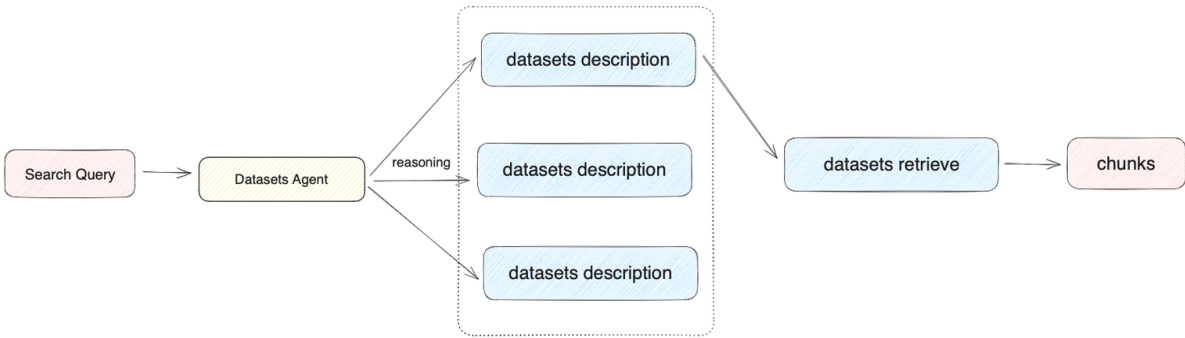 Search Query
Datasets Agent
reasoning
datasets description
datasets description
datasets description
datasets retrieve
chunks